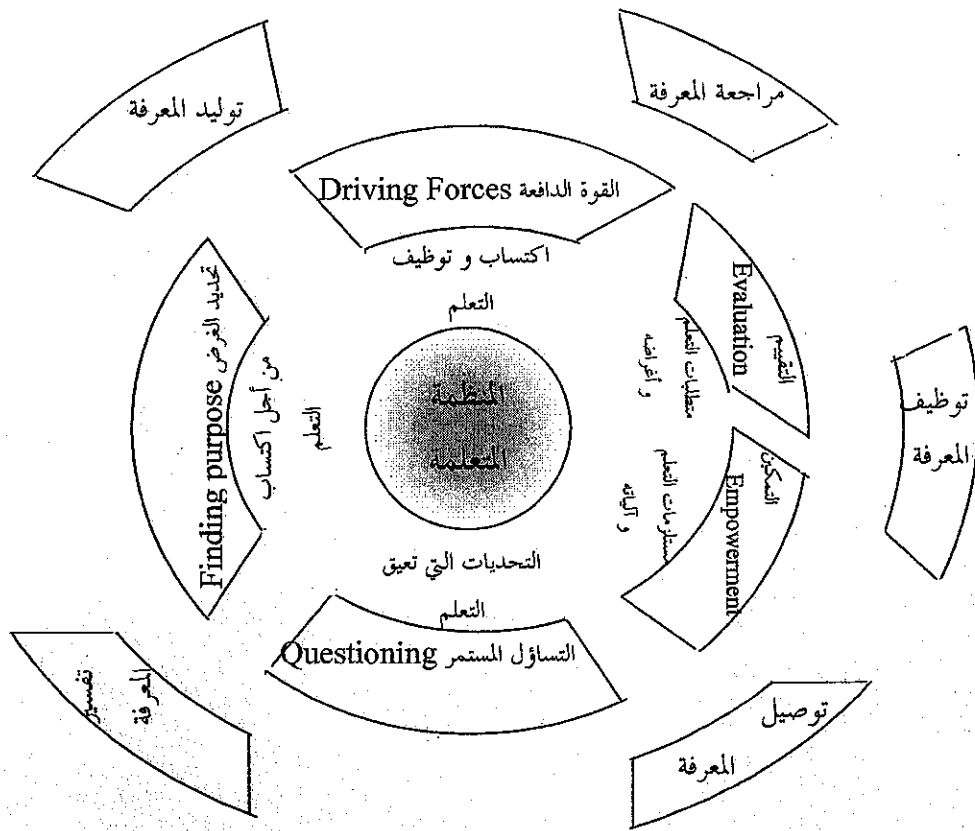 توليد المعرفة
مراجعة المعرفة
القوة الدافعة Driving Forces
اكتساب و توظيف
التعلم
التقييم
Evaluation
متطلبات التعلم
و أغراضه
تحديد الغرض Finding purpose
من أجل اكتساب
التعلم
المنظمة
المتعلمة
توظيف
المعرفة
التمكين
Empowerment
مستلزمات التعلم
و آلياته
التحديات التي تعيق
التعلم
التساؤل المستمر Questioning
تفسير
المعرفة
توصيل
المعرفة